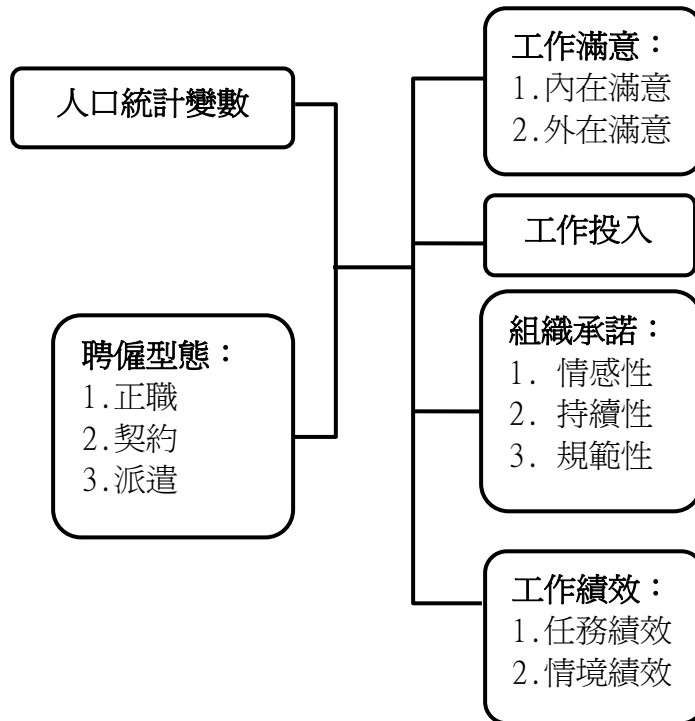 人口統計變數
聘僱型態：
1.正職
2.契約
3.派遣
工作滿意：
1.內在滿意
2.外在滿意
工作投入
組織承諾：
1. 情感性
2. 持續性
3. 規範性
工作績效：
1.任務績效
2.情境績效